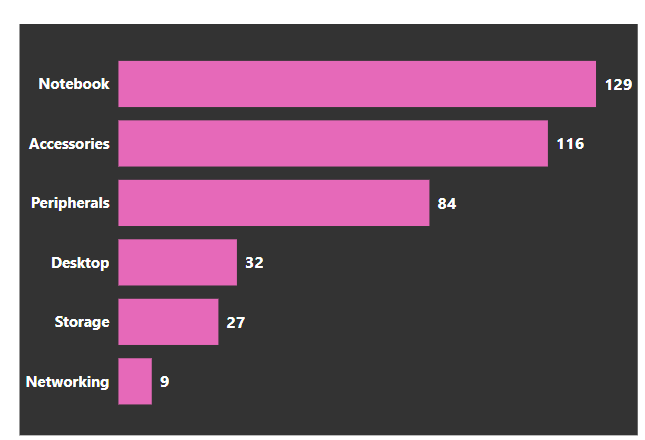 Notebook 129
Accessories 116
Peripherals 84
Desktop 32
Storage 27
Networking 9